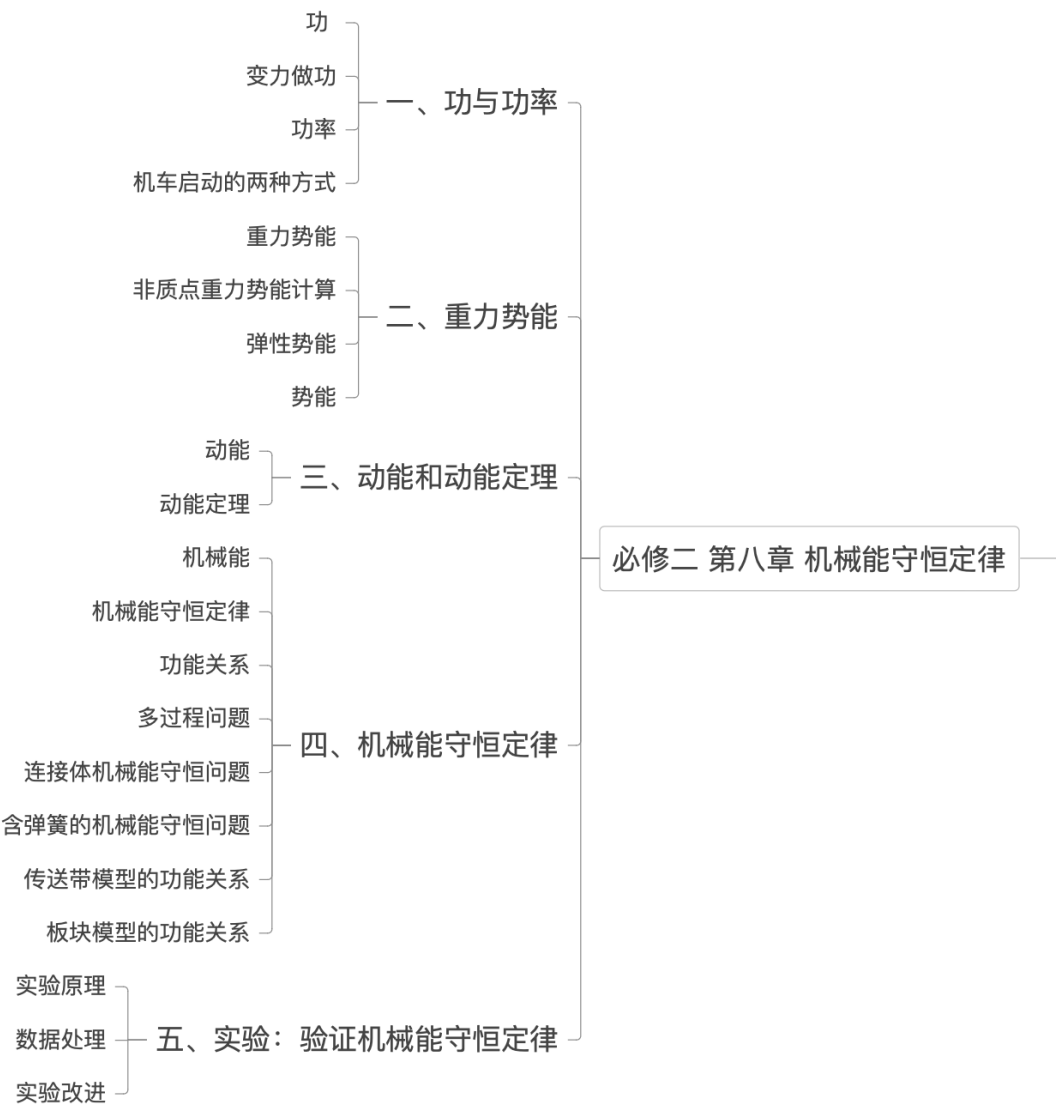 功
变力做功
一、功与功率
功率
机车启动的两种方式
重力势能
非质点重力势能计算
二、重力势能
弹性势能
势能
动能
三、动能和动能定理
动能定理
必修二 第八章 机械能守恒定律
机械能
机械能守恒定律
功能关系
多过程问题
四、机械能守恒定律
连接体机械能守恒问题
含弹簧的机械能守恒问题
传送带模型的功能关系
板块模型的功能关系
实验原理
数据处理
五、实验：验证机械能守恒定律
实验改进